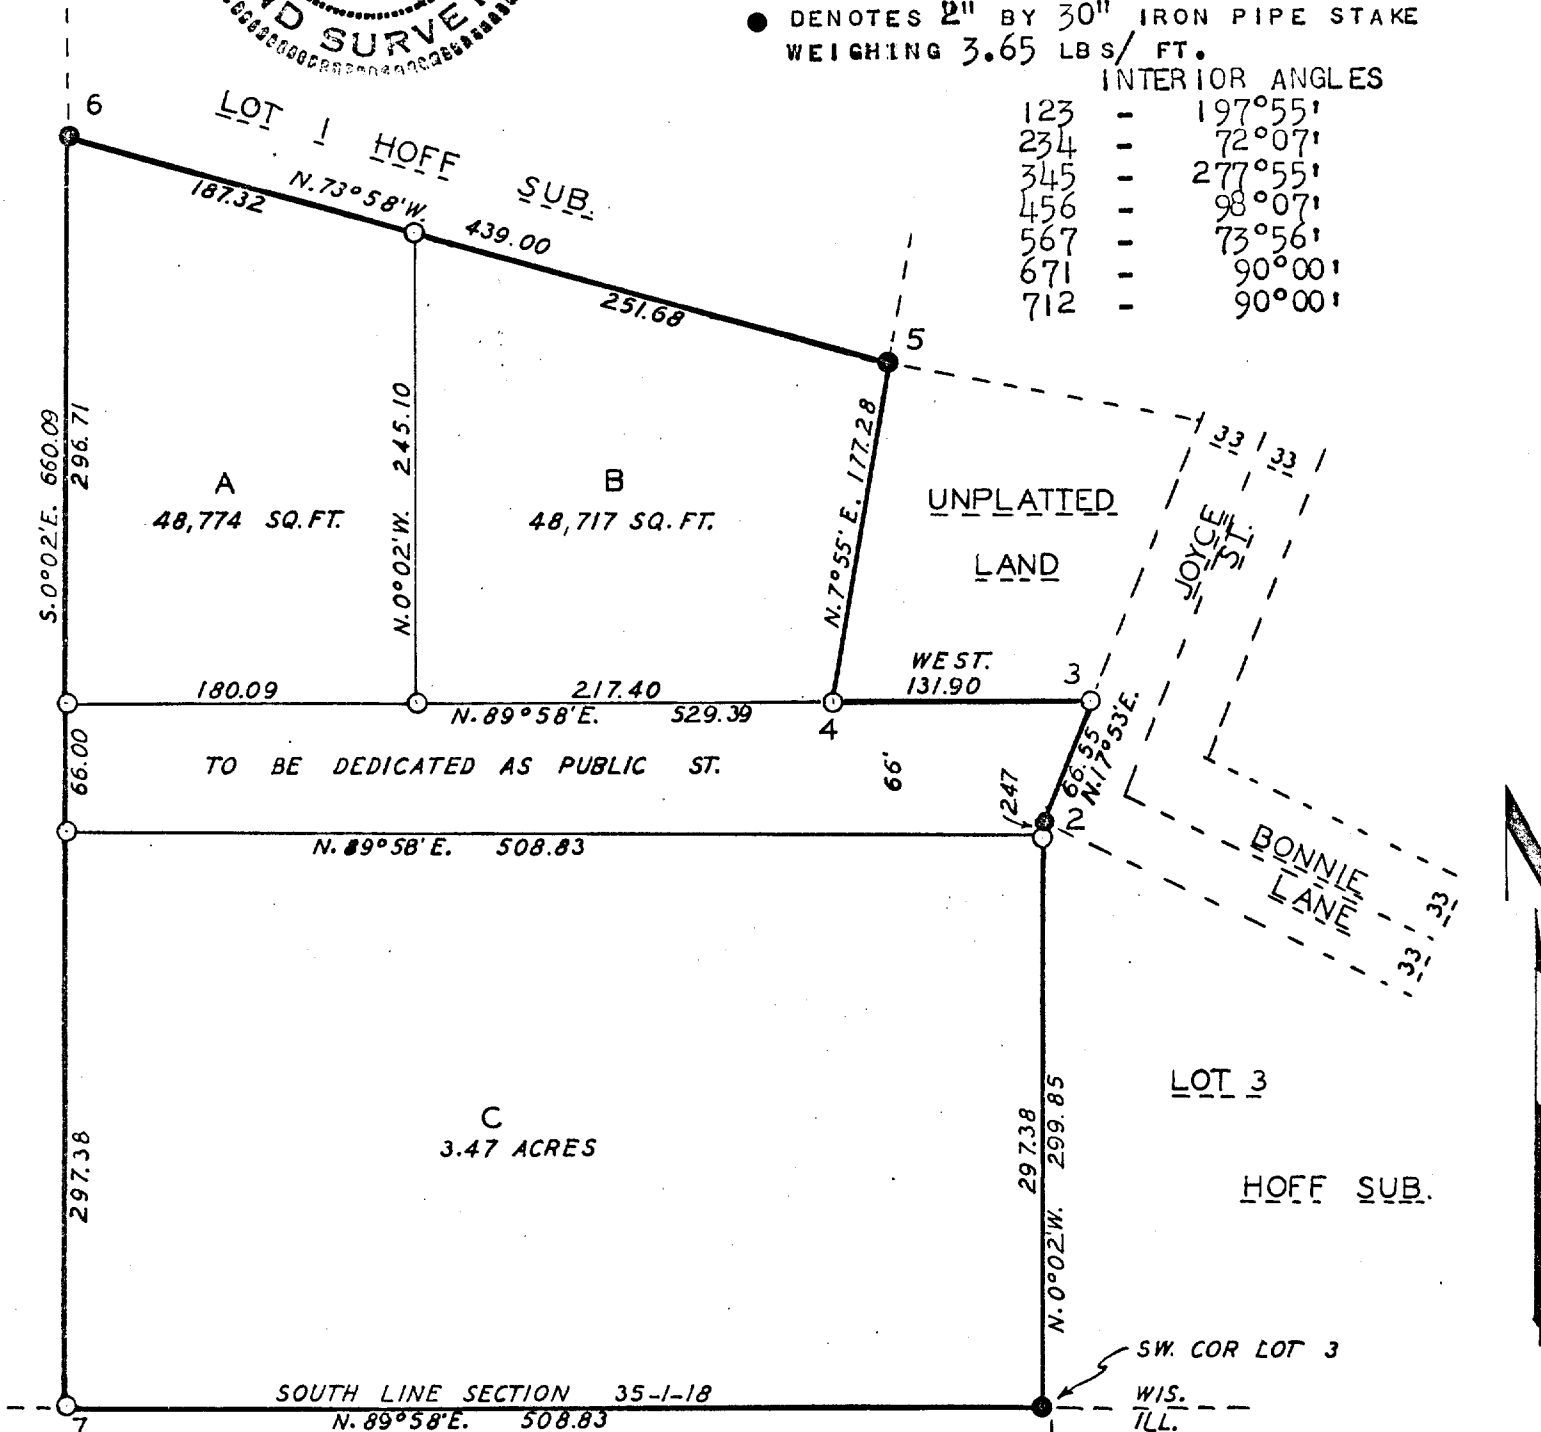 ND SURVE
● DENOTES 2" BY 30" IRON PIPE STAKE
WEIGHING 3.65 LBS/ FT.
INTERIOR ANGLES
123 - 197°55'
234 - 72°07'
345 - 277°55'
456 - 98°07'
567 - 73°56'
671 - 90°00'
712 - 90°00'
6
LOT 1 HOFF SUB.
N.73°58'W. 439.00
187.32
251.68
5
S.0°02'E. 660.09
296.71
N.0°02'W. 245.10
N.7°55'E. 177.28
A
48,774 SQ.FT.
B
48,717 SQ.FT.
UNPLATTED
LAND
33
33
JOYCE
ST.
WEST.
131.90
3
180.09
217.40
N.89°58'E. 529.39
4
66.00
TO BE DEDICATED AS PUBLIC ST.
66'
2.47
66.55
N.17°53'E.
2
N.89°58'E. 508.83
BONNIE
LANE
33
33
C
3.47 ACRES
297.38
297.38
N.0°02'W. 299.85
LOT 3
HOFF SUB.
SW. COR LOT 3
SOUTH LINE SECTION 35-1-18
N.89°58'E. 508.83
WIS.
ILL.
7